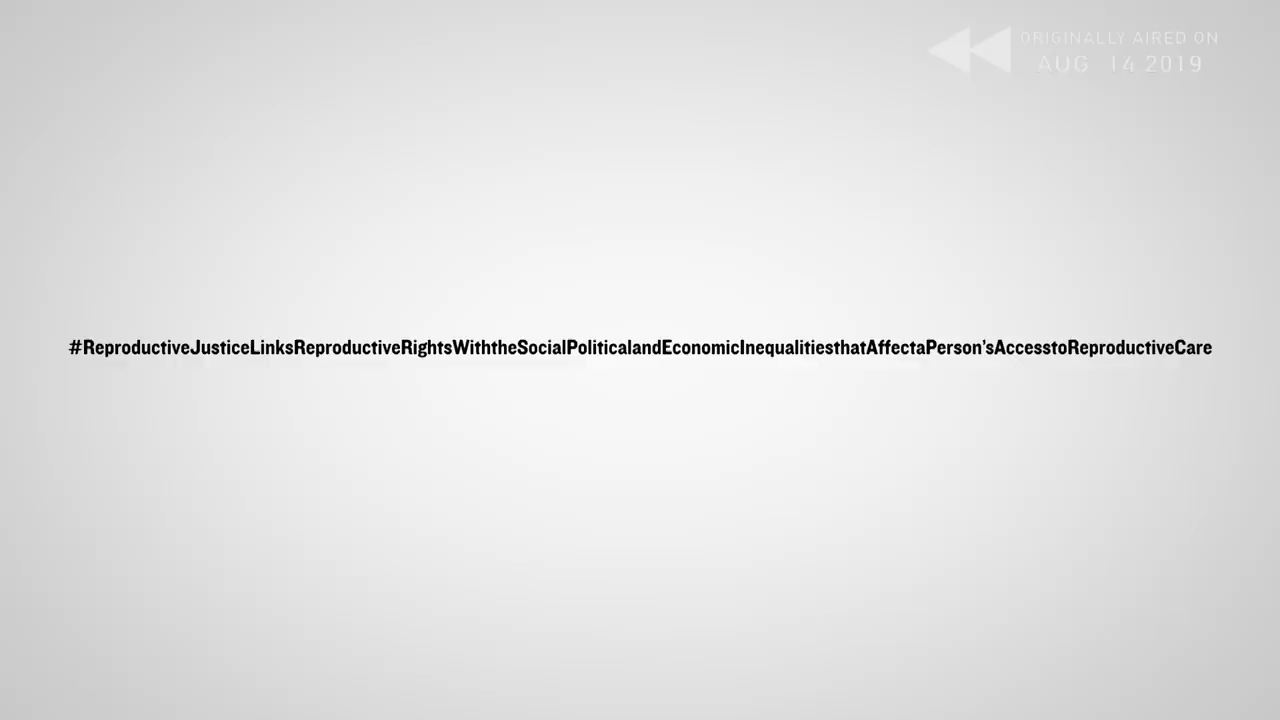 ORIGINALLY AIRED ON
AUG 14 2019
#ReproductiveJusticeLinksReproductiveRightsWiththeSocialPoliticalandEconomicInequalitiesthatAffectaPerson'sAccesstoReproductiveCare